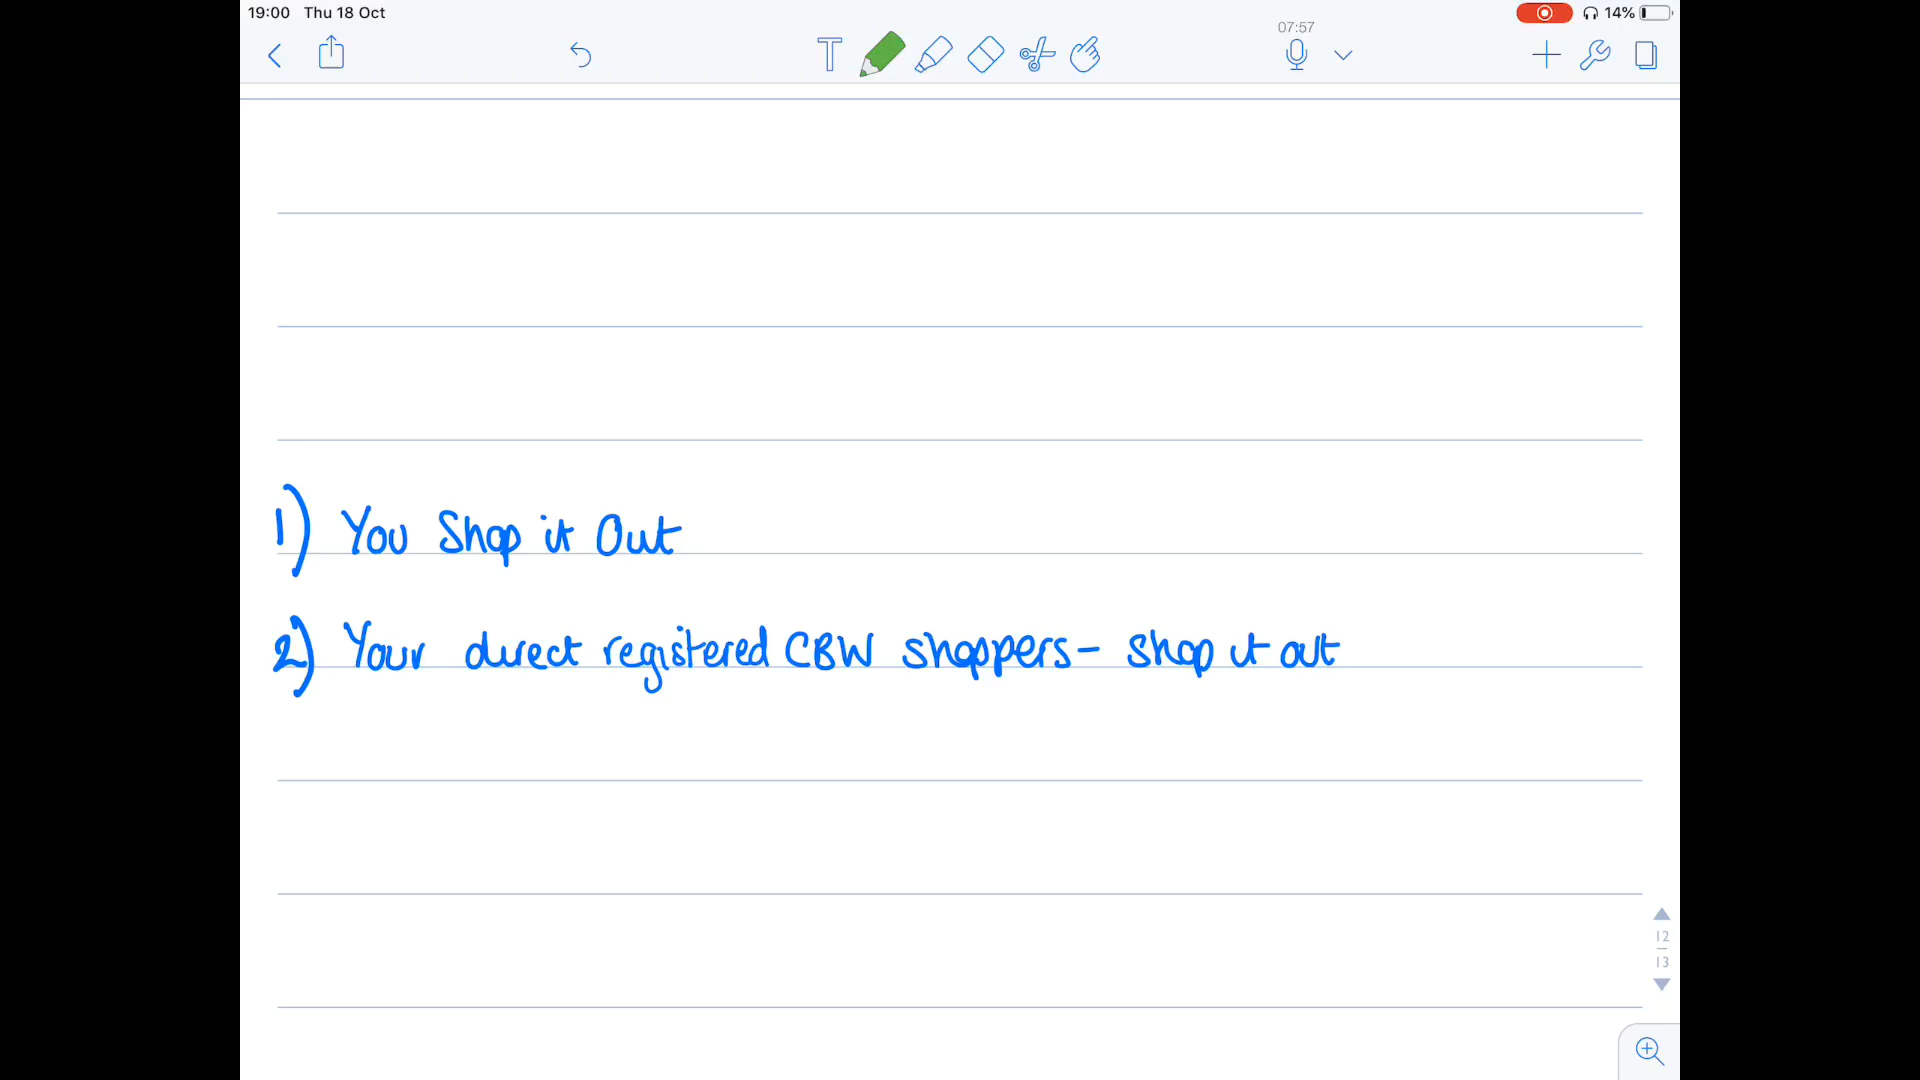 19:00 Thu 18 Oct
14%
07:57
T
1) You Shop it Out
2) Your direct registered CBW shoppers - shop it out
12
13